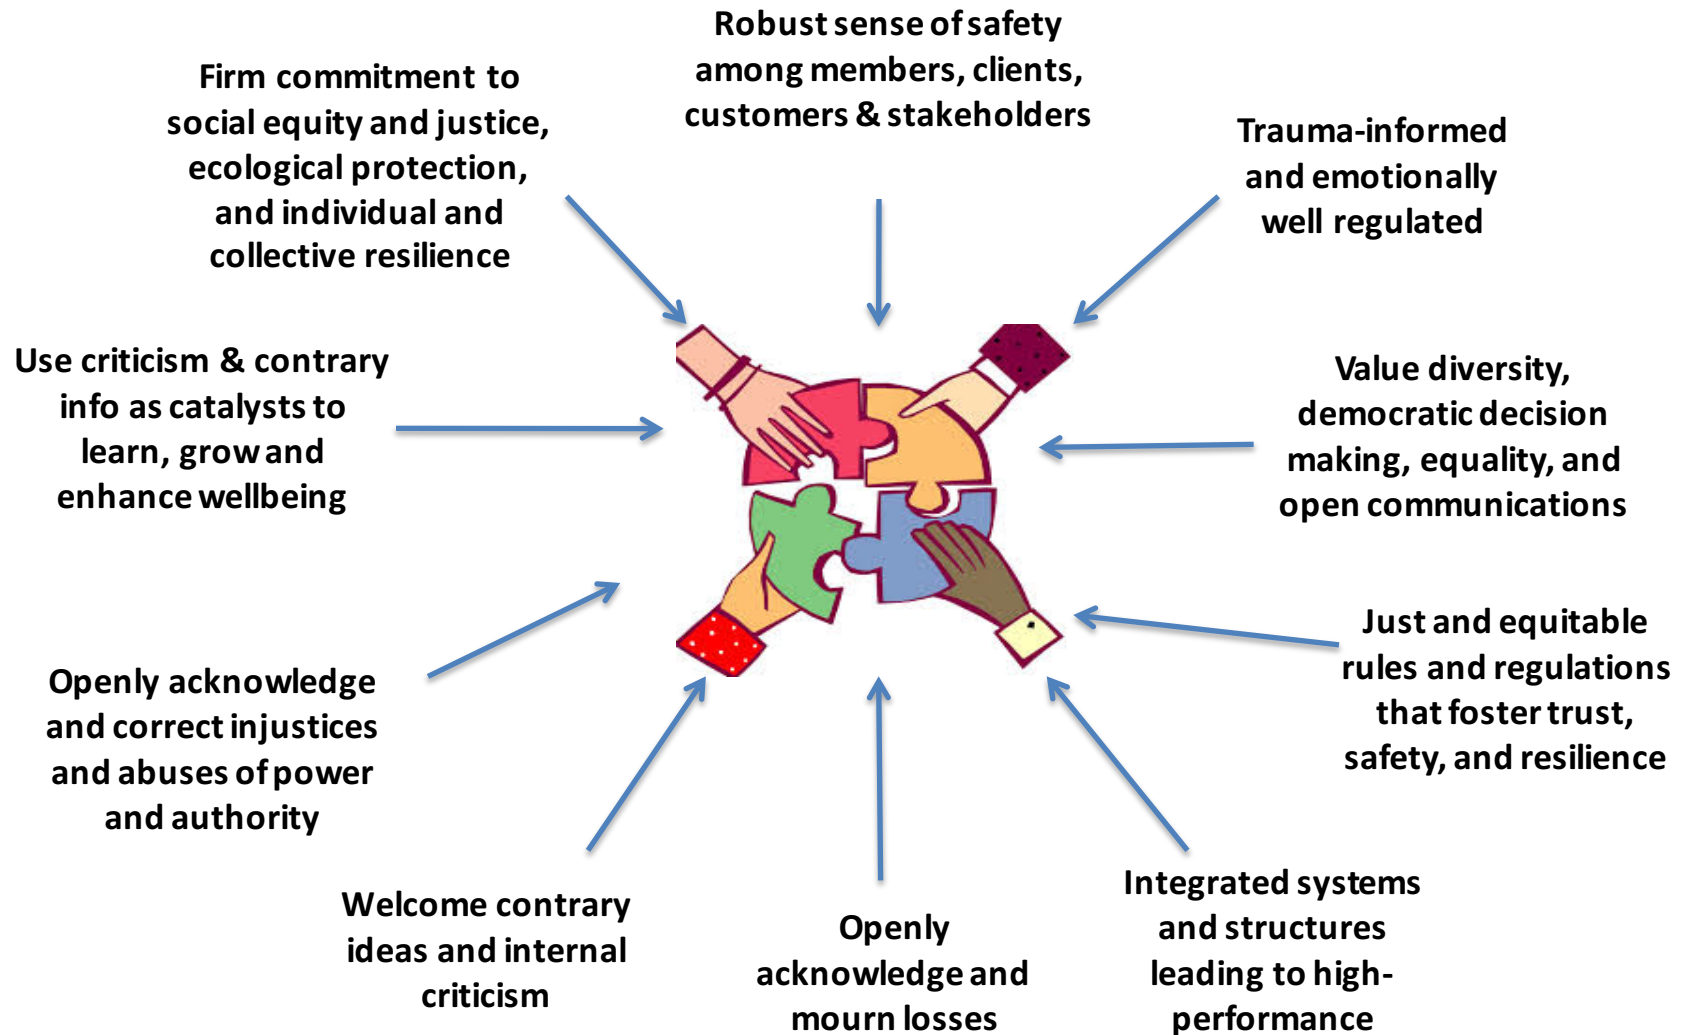 Robust sense of safety
among members, clients,
customers & stakeholders
Firm commitment to
social equity and justice,
ecological protection,
and individual and
collective resilience
Trauma-informed
and emotionally
well regulated
Use criticism & contrary
info as catalysts to
learn, grow and
enhance wellbeing
Value diversity,
democratic decision
making, equality, and
open communications
Openly acknowledge
and correct injustices
and abuses of power
and authority
Just and equitable
rules and regulations
that foster trust,
safety, and resilience
Welcome contrary
ideas and internal
criticism
Openly
acknowledge and
mourn losses
Integrated systems
and structures
leading to high-
performance